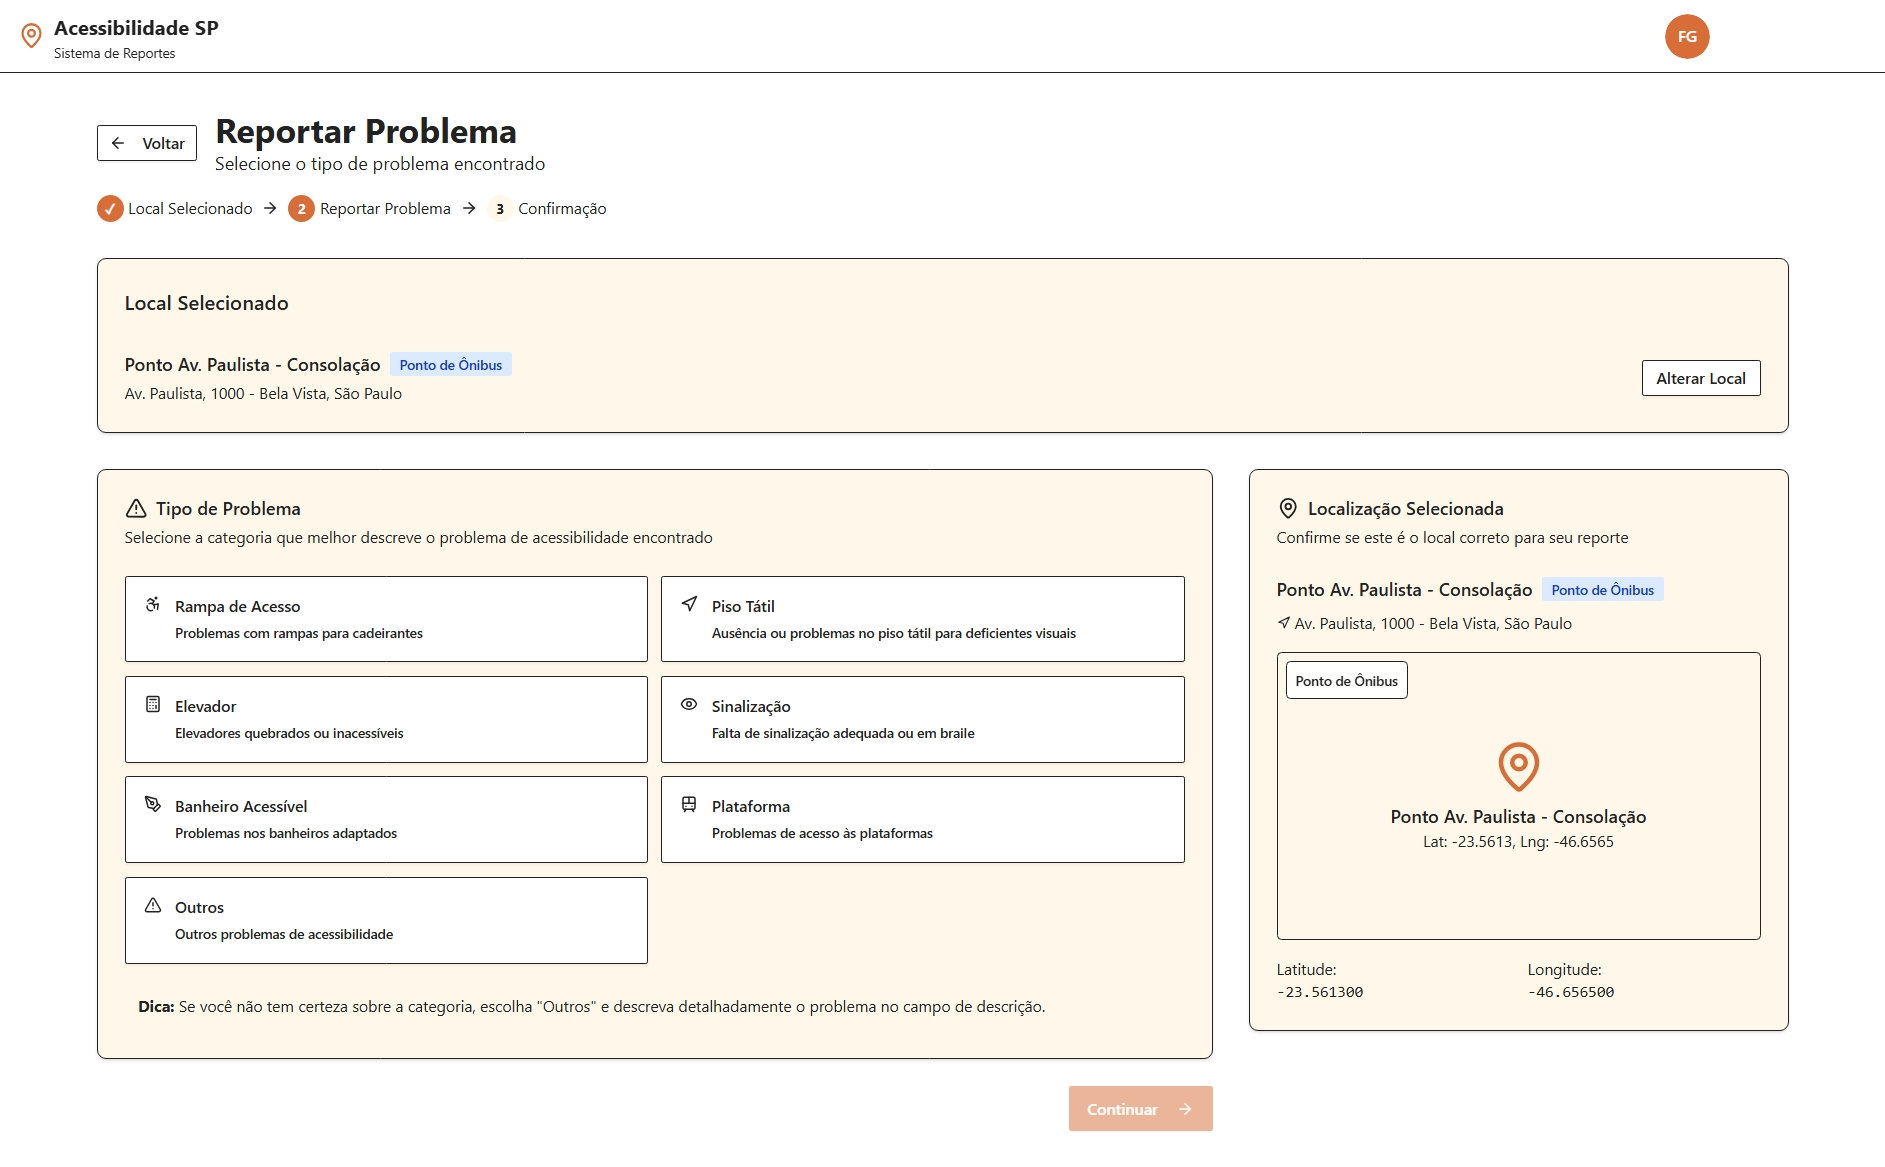 Acessibilidade SP
Sistema de Reportes
FG
Voltar
Reportar Problema
Selecione o tipo de problema encontrado
Local Selecionado
2 Reportar Problema
3 Confirmação
Local Selecionado
Ponto Av. Paulista - Consolação Ponto de Ônibus
Av. Paulista, 1000 - Bela Vista, São Paulo
Alterar Local
Tipo de Problema
Selecione a categoria que melhor descreve o problema de acessibilidade encontrado
Rampa de Acesso
Problemas com rampas para cadeirantes
Piso Tátil
Ausência ou problemas no piso tátil para deficientes visuais
Elevador
Elevadores quebrados ou inacessíveis
Sinalização
Falta de sinalização adequada ou em braile
Banheiro Acessível
Problemas nos banheiros adaptados
Plataforma
Problemas de acesso às plataformas
Outros
Outros problemas de acessibilidade
Dica: Se você não tem certeza sobre a categoria, escolha "Outros" e descreva detalhadamente o problema no campo de descrição.
Continuar
Localização Selecionada
Confirme se este é o local correto para seu reporte
Ponto Av. Paulista - Consolação Ponto de Ônibus
Av. Paulista, 1000 - Bela Vista, São Paulo
Ponto de Ônibus
Ponto Av. Paulista - Consolação
Lat: -23.5613, Lng: -46.6565
Latitude:
-23.561300
Longitude:
-46.656500